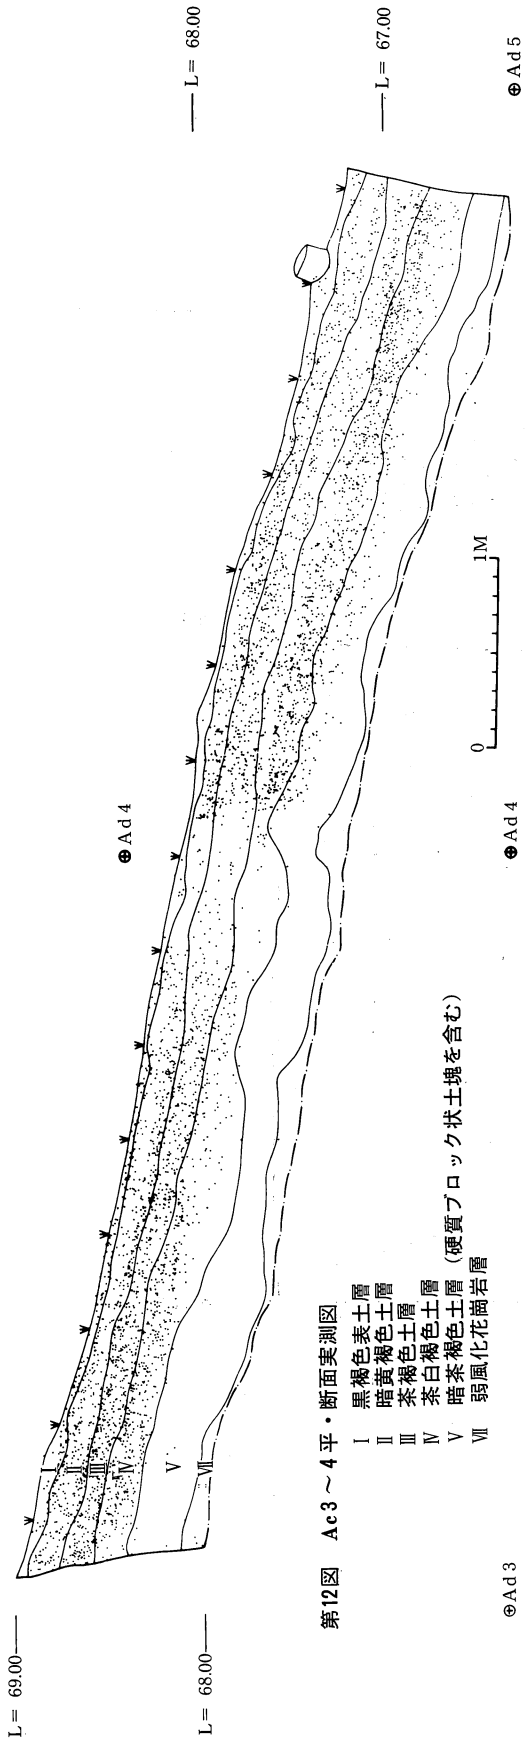 L= 69.00
L= 68.00
L= 68.00
L= 67.00
⊕Ad4
⊕Ad3
⊕Ad4
⊕Ad5
I
II
III
IV
V
VII
0 1M
第12図 Ac3～4平・断面実測図
I 黒褐色表土層
II 暗黄褐色土層
III 茶褐色土層
IV 茶白褐色土層
V 暗茶褐色土層(硬質ブロック状土塊を含む)
VII 弱風化花崗岩層